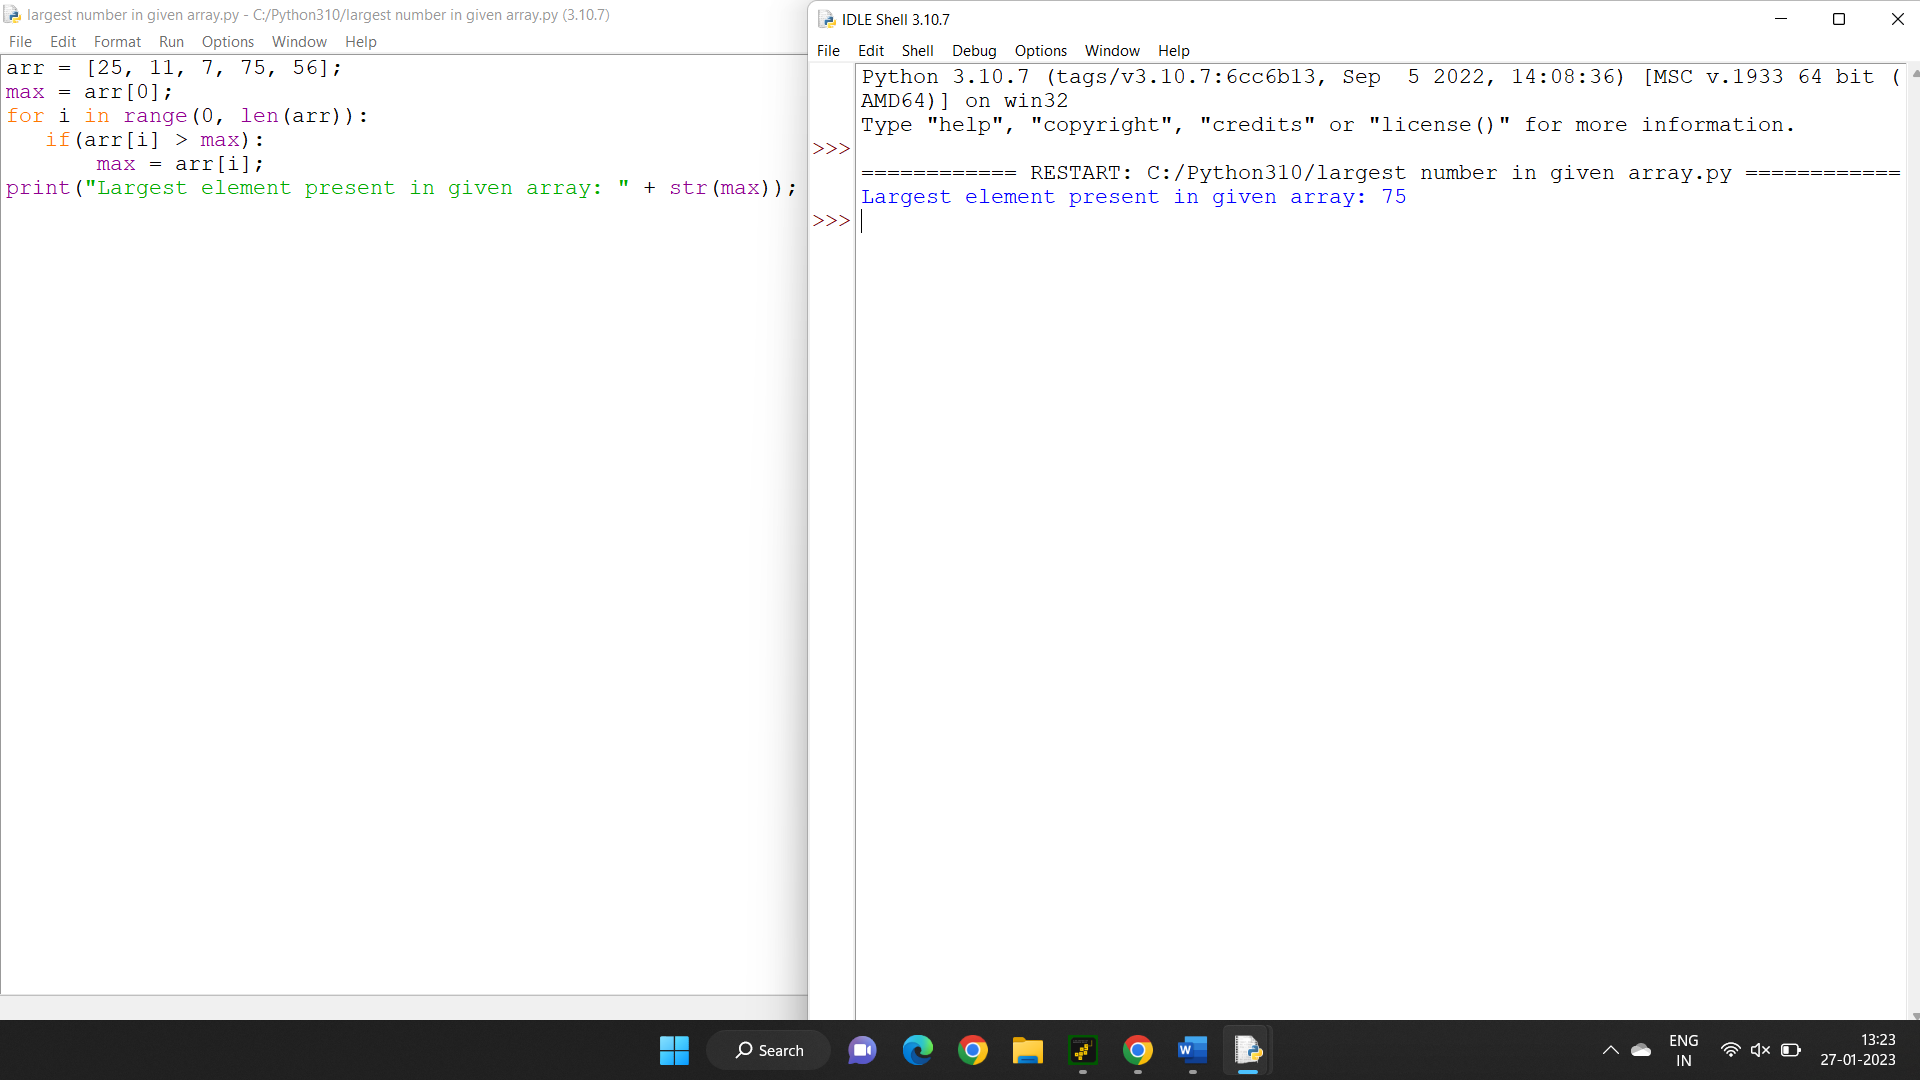 largest number in given array.py - C:/Python310/largest number in given array.py (3.10.7)
File Edit Format Run Options Window Help
arr = [25, 11, 7, 75, 56];
max = arr[0];
for i in range(0, len(arr)):
   if(arr[i] > max):
       max = arr[i];
print("Largest element present in given array: " + str(max));
IDLE Shell 3.10.7
File Edit Shell Debug Options Window Help
Python 3.10.7 (tags/v3.10.7:6cc6b13, Sep  5 2022, 14:08:36) [MSC v.1933 64 bit (
AMD64)] on win32
Type "help", "copyright", "credits" or "license()" for more information.
>>>
============ RESTART: C:/Python310/largest number in given array.py ============
Largest element present in given array: 75
>>>
Search
W
ENG
IN
13:23
27-01-2023